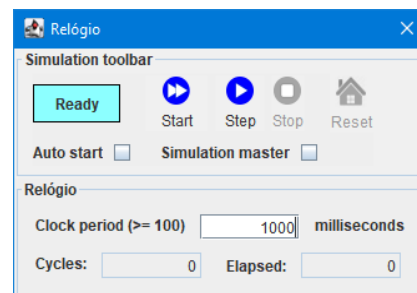 Relógio
Simulation toolbar
Ready
Start Step Stop Reset
Auto start Simulation master
Relógio
Clock period (>= 100) 1000 milliseconds
Cycles: 0 Elapsed: 0